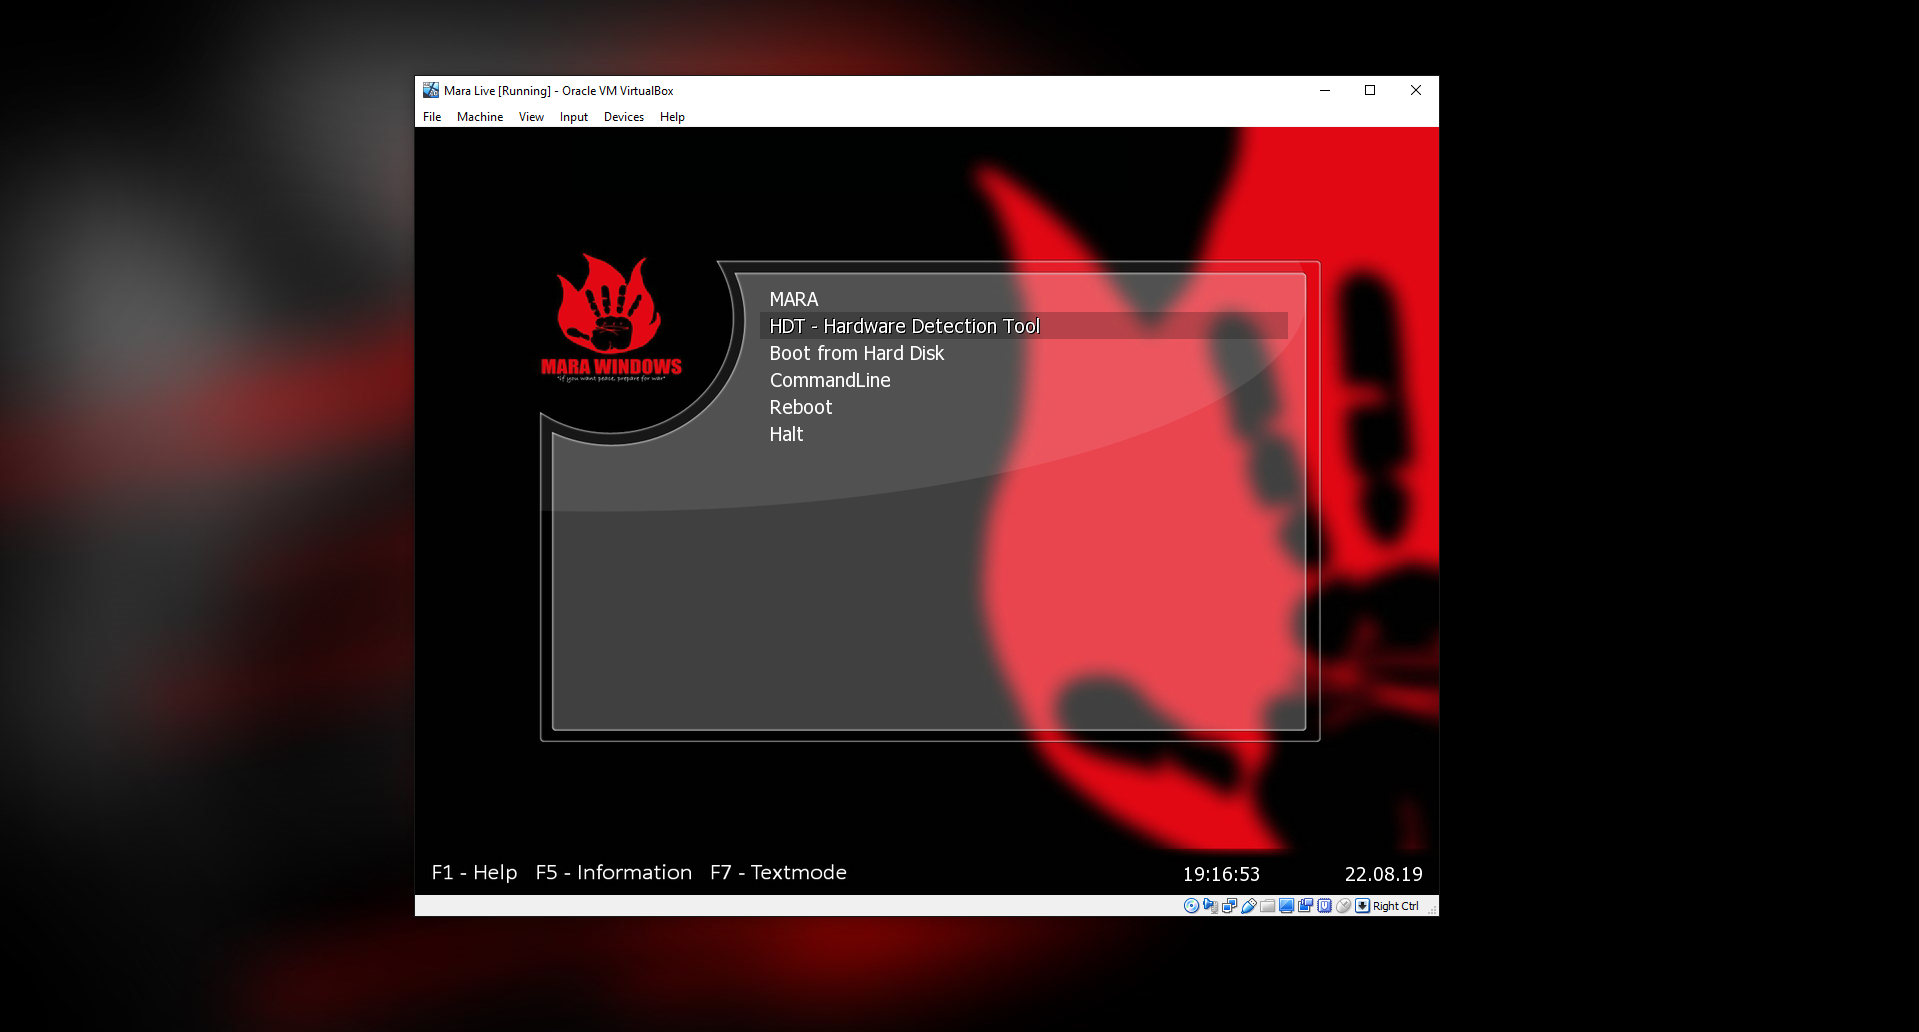 Mara Live [Running] - Oracle VM VirtualBox
File Machine View Input Devices Help
MARA WINDOWS
"if you want peace, prepare for war"
MARA
HDT - Hardware Detection Tool
Boot from Hard Disk
CommandLine
Reboot
Halt
F1 - Help F5 - Information F7 - Textmode 19:16:53 22.08.19
Right Ctrl